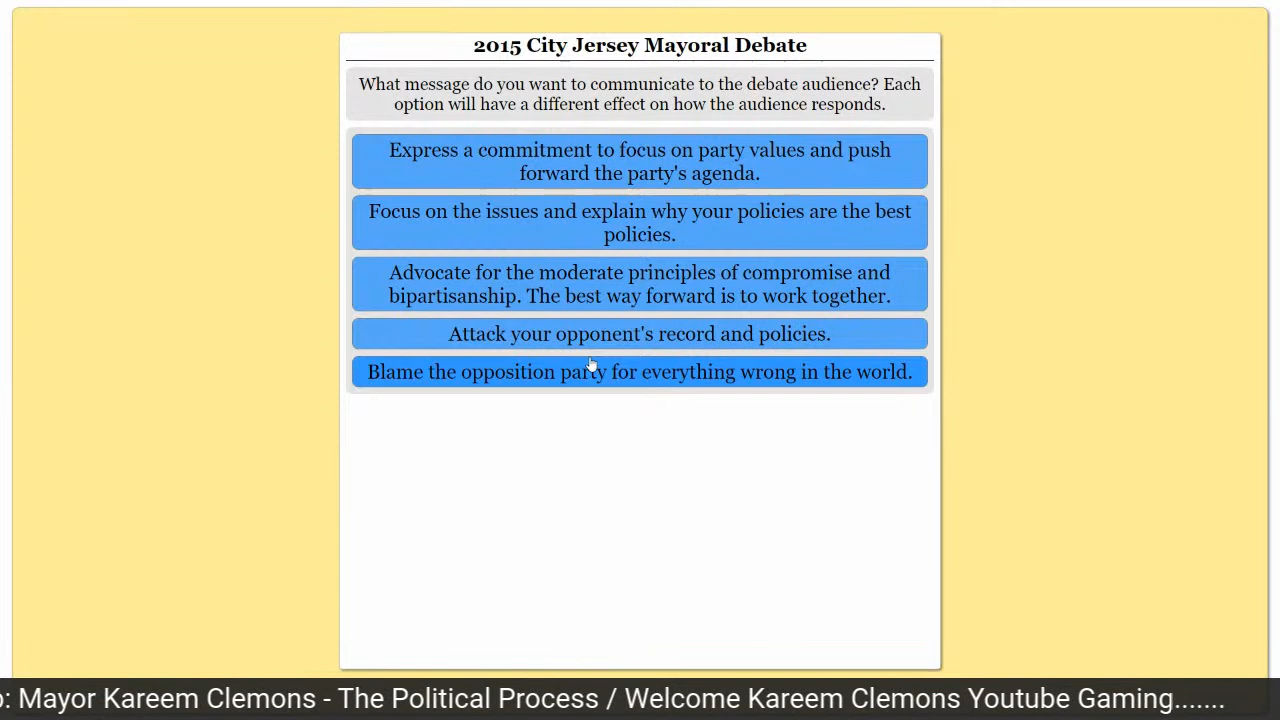 2015 City Jersey Mayoral Debate
What message do you want to communicate to the debate audience? Each
option will have a different effect on how the audience responds.
Express a commitment to focus on party values and push
forward the party's agenda.
Focus on the issues and explain why your policies are the best
policies.
Advocate for the moderate principles of compromise and
bipartisanship. The best way forward is to work together.
Attack your opponent's record and policies.
Blame the opposition party for everything wrong in the world.
: Mayor Kareem Clemons - The Political Process / Welcome Kareem Clemons Youtube Gaming.......